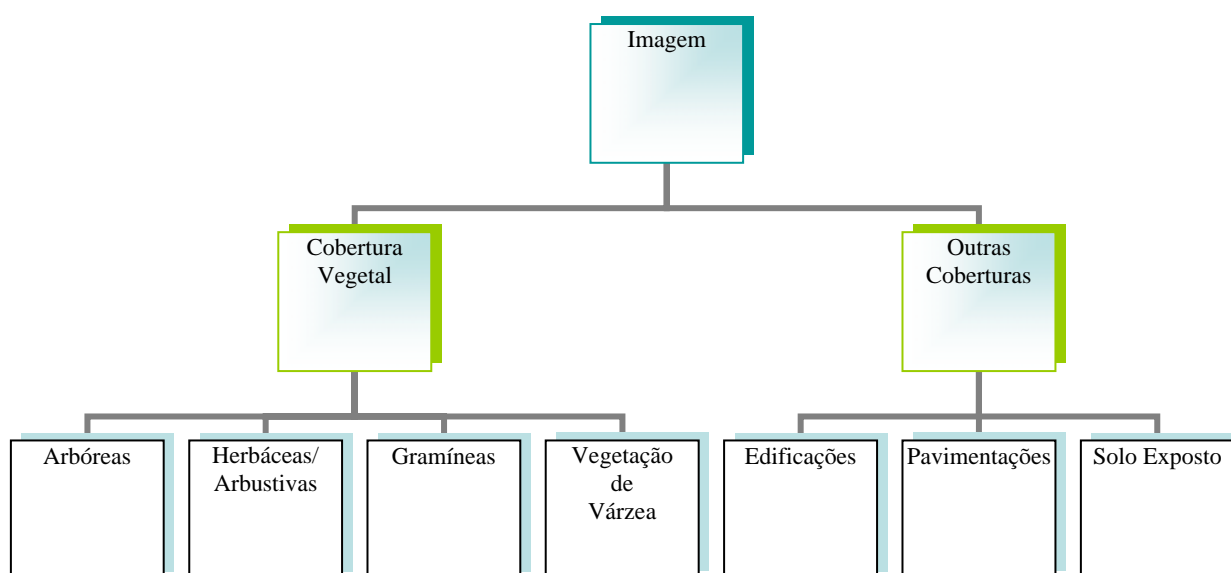 Imagem
Cobertura
Vegetal
Outras
Coberturas
Arbóreas
Herbáceas/
Arbustivas
Gramíneas
Vegetação
de
Várzea
Edificações
Pavimentações
Solo Exposto